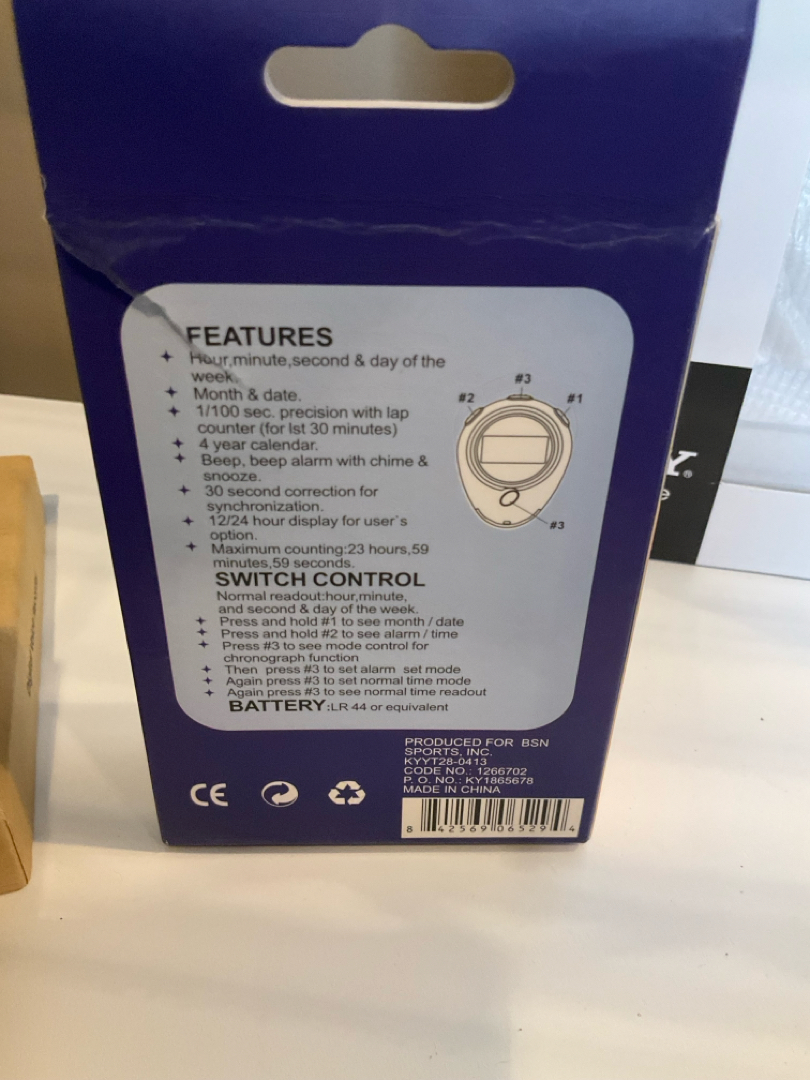 FEATURES
Hour,minute,second & day of the
week.
Month & date.
1/100 sec. precision with lap
counter (for lst 30 minutes)
4 year calendar.
Beep, beep alarm with chime &
snooze.
30 second correction for
synchronization.
12/24 hour display for user`s
option.
Maximum counting:23 hours,59
minutes,59 seconds.
#3
#2
#1
#3
SWITCH CONTROL
Normal readout:hour,minute,
and second & day of the week.
Press and hold #1 to see month / date
Press and hold #2 to see alarm / time
Press #3 to see mode control for
chronograph function
Then press #3 to set alarm set mode
Again press #3 to set normal time mode
Again press #3 to see normal time readout
BATTERY:LR 44 or equivalent
CE
PRODUCED FOR BSN
SPORTS, INC.
KYYT28-0413
CODE NO.: 1266702
P. O. NO.: KY1865678
MADE IN CHINA
8 42569 06529 4
Y®
e